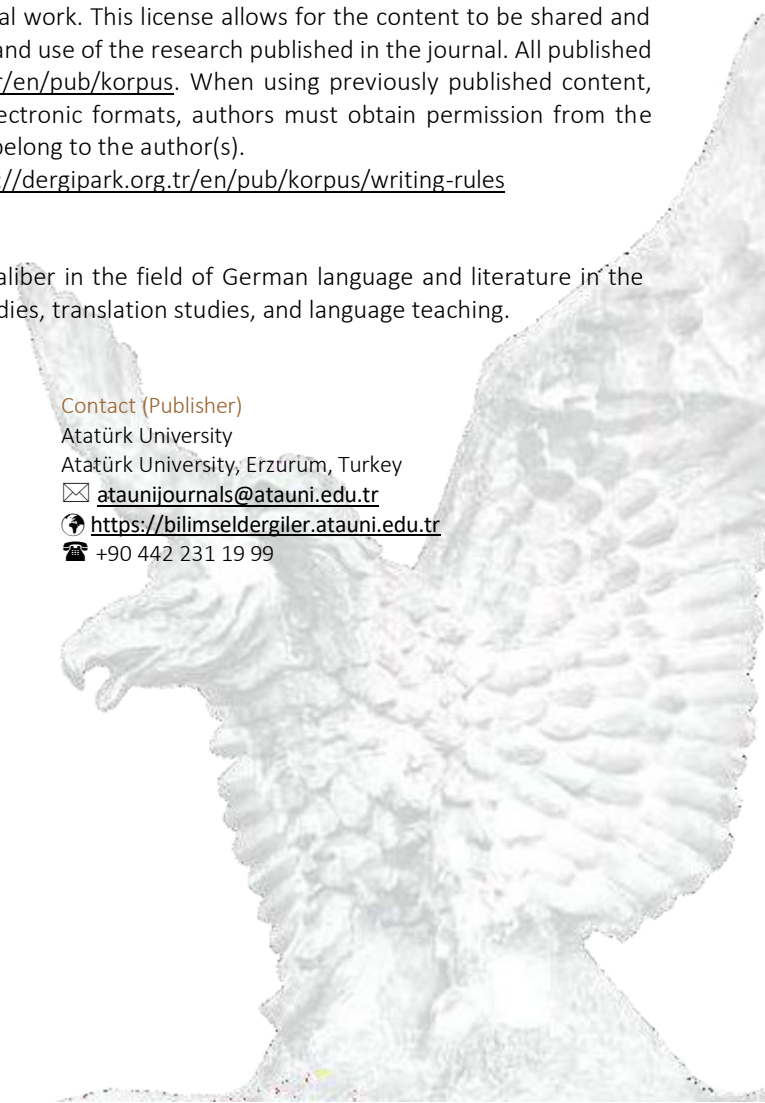 al work. This license allows for the content to be shared and
and use of the research published in the journal. All published
r/en/pub/korpus. When using previously published content,
ectronic formats, authors must obtain permission from the
belong to the author(s).
://dergipark.org.tr/en/pub/korpus/writing-rules
aliber in the field of German language and literature in the
dies, translation studies, and language teaching.
Contact (Publisher)
Atatürk University
Atatürk University, Erzurum, Turkey
ataunijournals@atauni.edu.tr
https://bilimseldergiler.atauni.edu.tr
+90 442 231 19 99